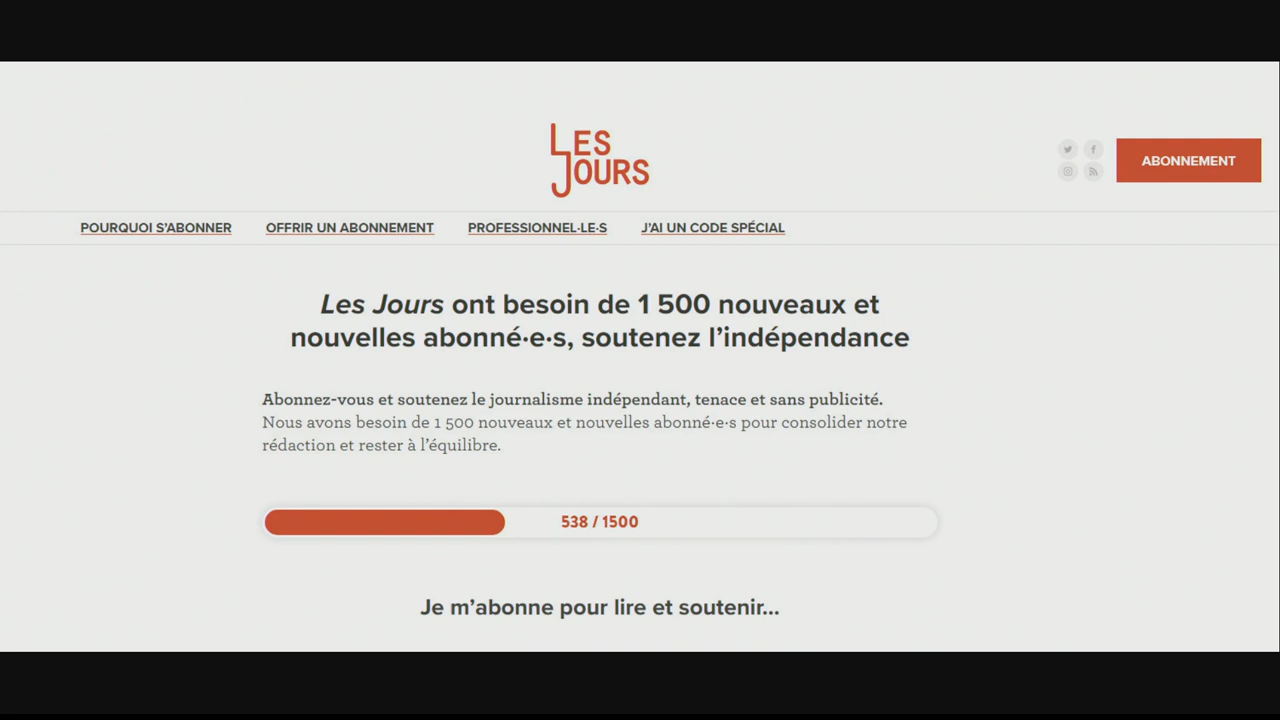 LES
JOURS
ABONNEMENT
POURQUOI S'ABONNER OFFRIR UN ABONNEMENT PROFESSIONNEL·LE·S J'AI UN CODE SPÉCIAL
Les Jours ont besoin de 1 500 nouveaux et
nouvelles abonné·e·s, soutenez l’indépendance
Abonnez-vous et soutenez le journalisme indépendant, tenace et sans publicité.
Nous avons besoin de 1 500 nouveaux et nouvelles abonné·e·s pour consolider notre
rédaction et rester à l’équilibre.
538 / 1500
Je m’abonne pour lire et soutenir...